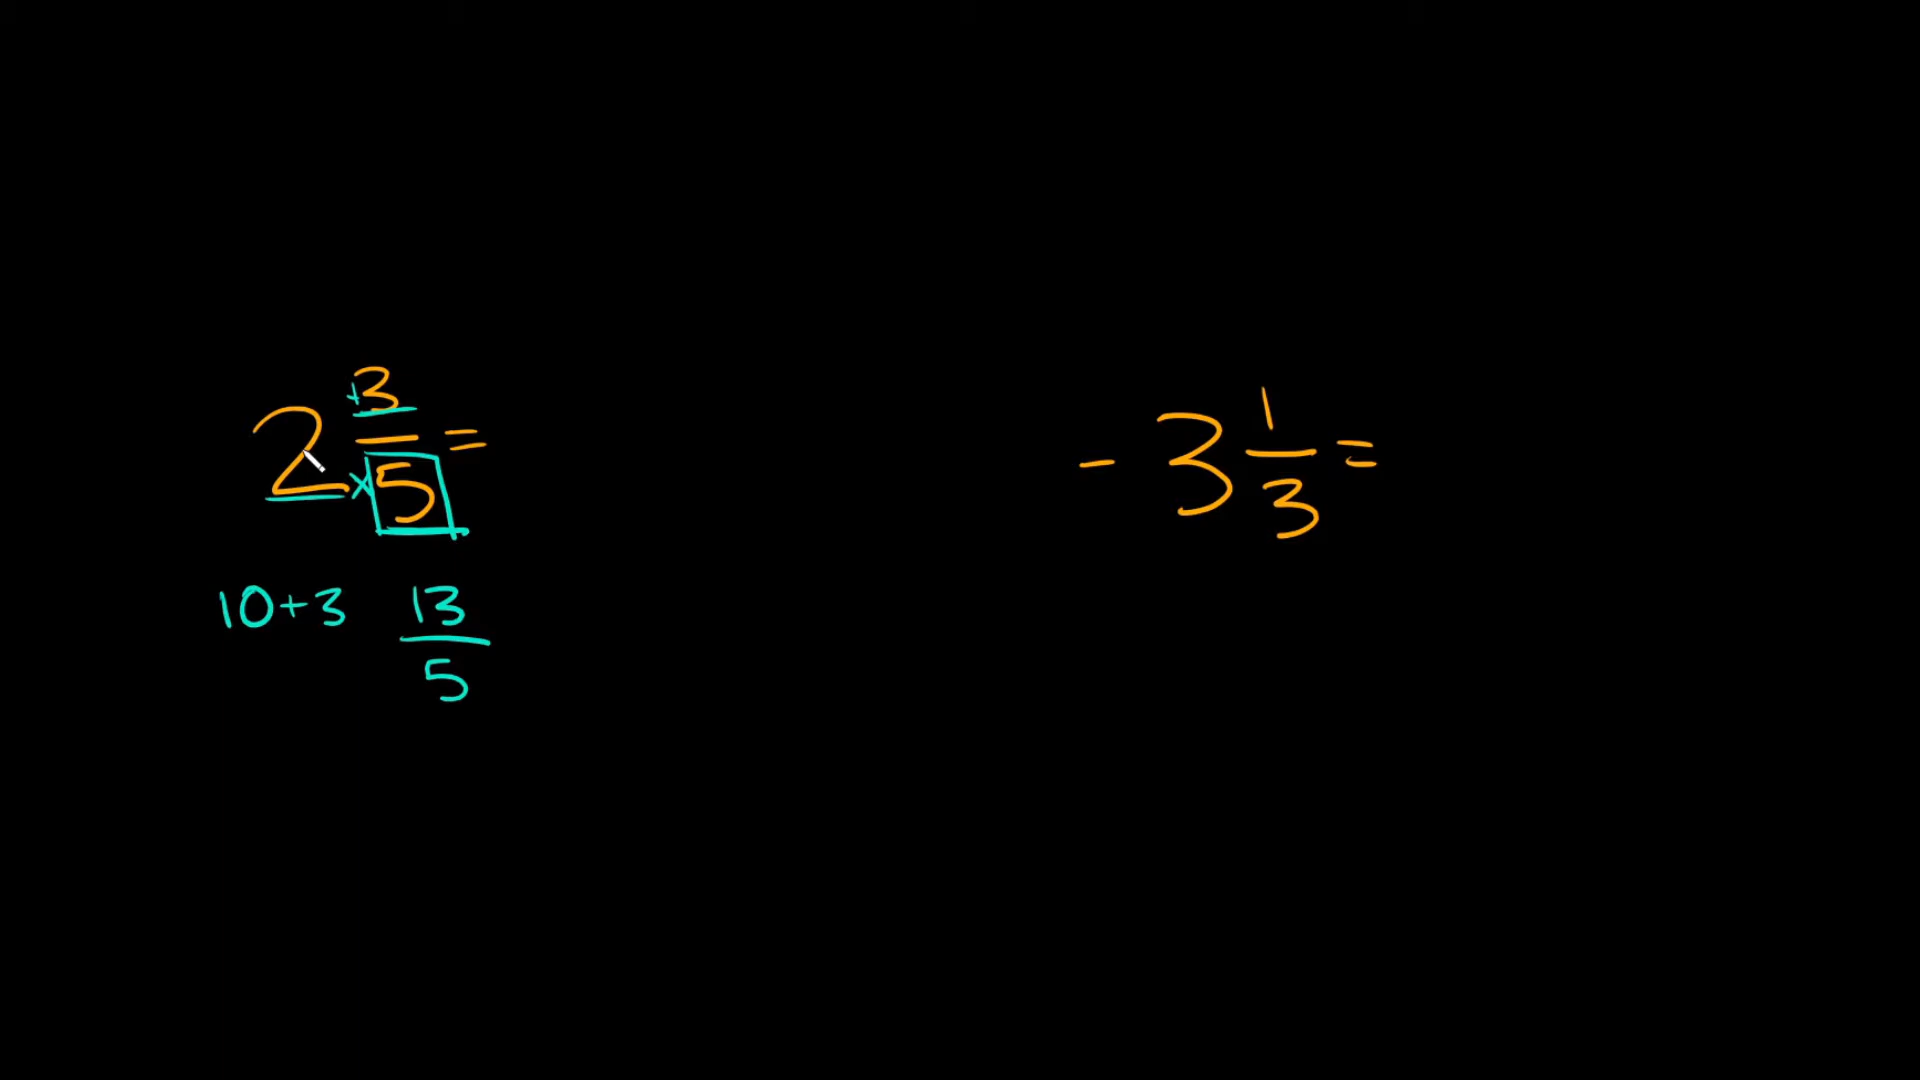 2 +3/×5 =
10+3 13/5
- 3 1/3 =